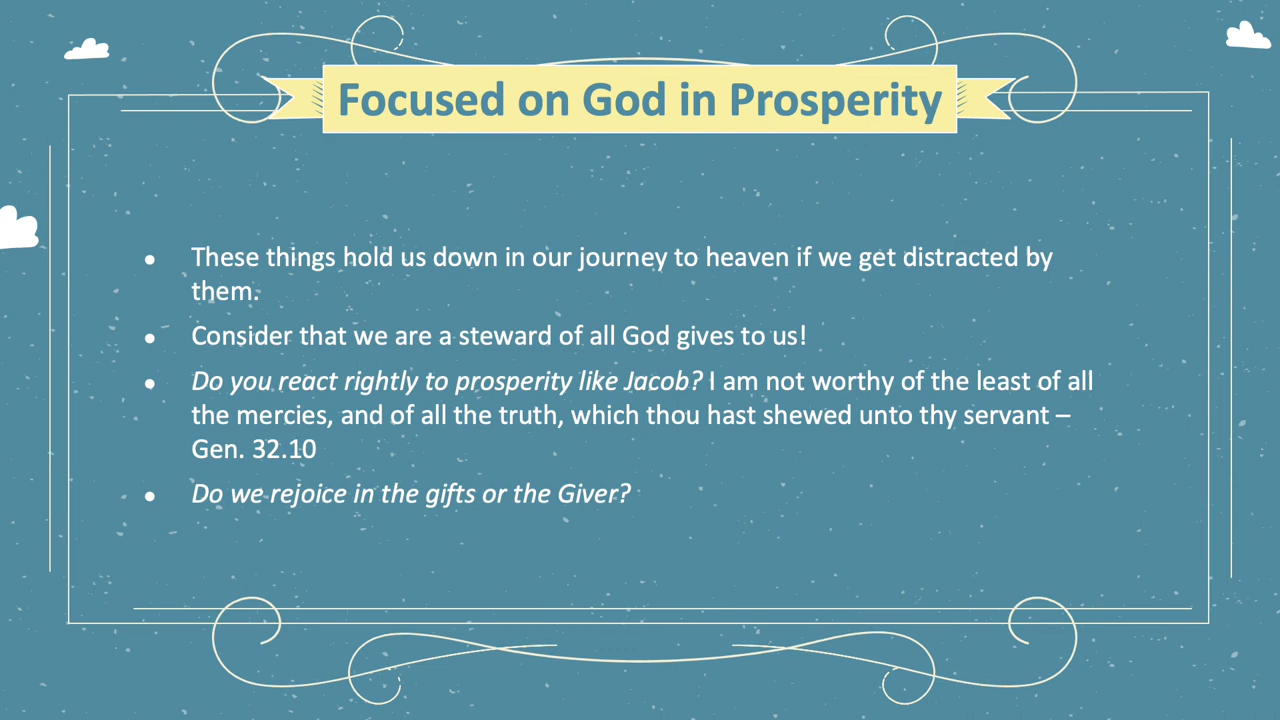 Focused on God in Prosperity
● These things hold us down in our journey to heaven if we get distracted by
them.
● Consider that we are a steward of all God gives to us!
● Do you react rightly to prosperity like Jacob? I am not worthy of the least of all
the mercies, and of all the truth, which thou hast shewed unto thy servant –
Gen. 32.10
● Do we rejoice in the gifts or the Giver?